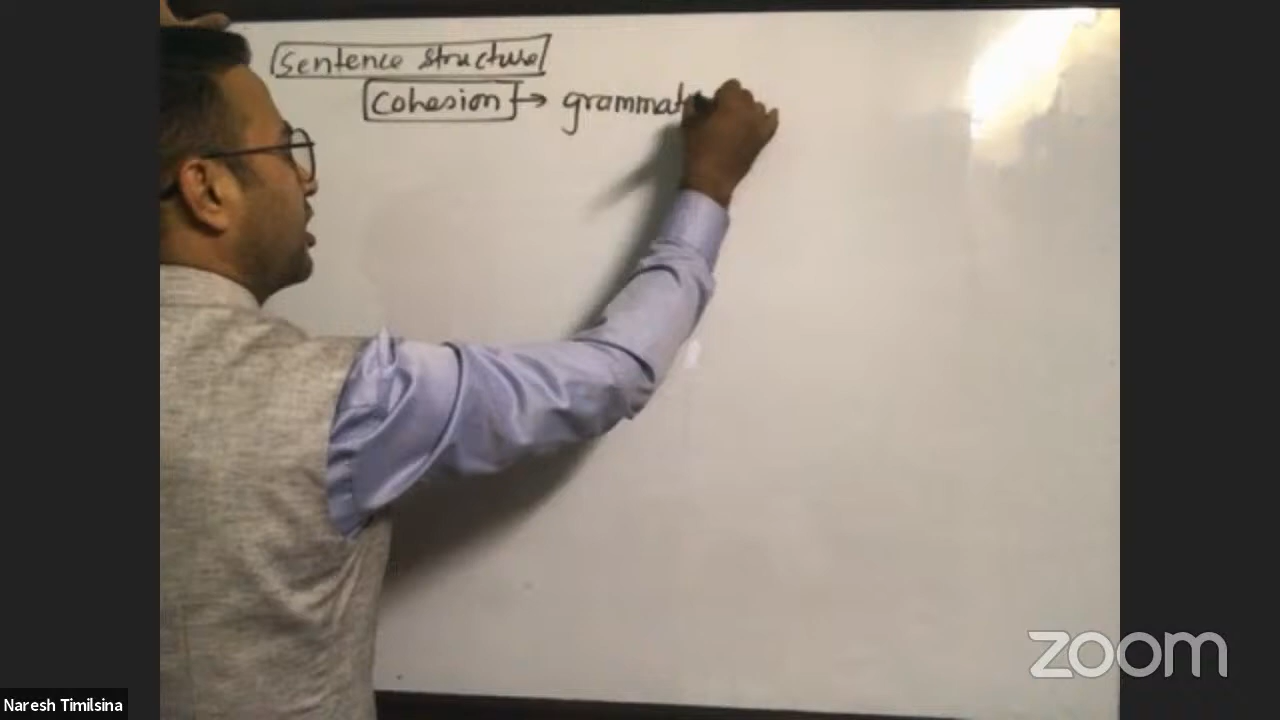 Sentence structure
Cohesion → grammat
zoom
Naresh Timilsina